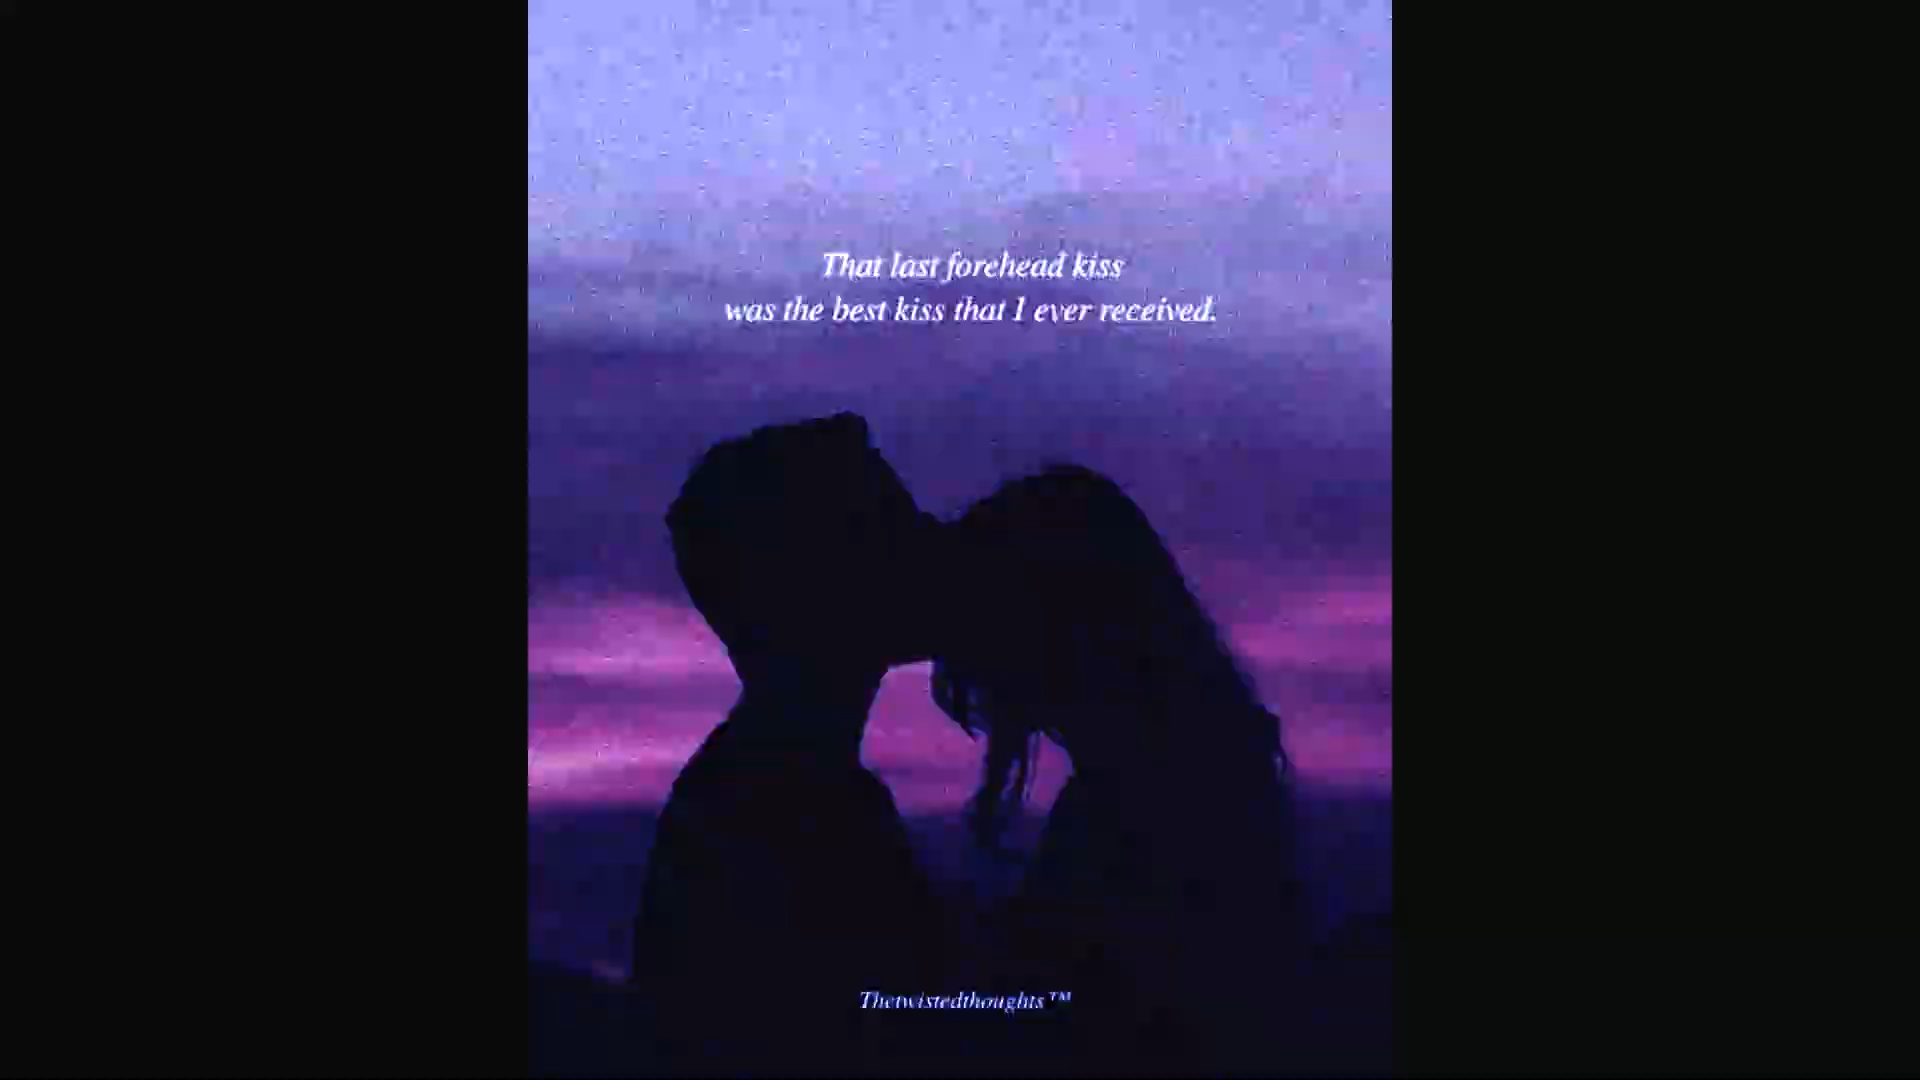 That last forehead kiss
was the best kiss that I ever received.
Thetwistedthoughts™